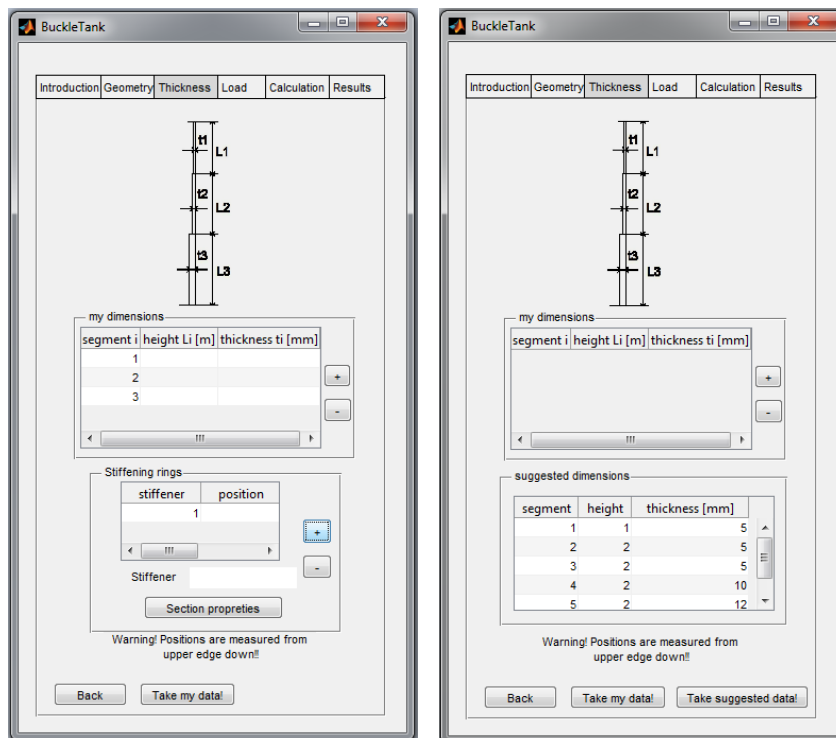 BuckleTank
Introduction Geometry Thickness Load Calculation Results
t1
L1
t2
L2
t3
L3
my dimensions
segment i height Li [m] thickness ti [mm]
1
2
3
+
-
Stiffening rings
stiffener position
1
+
-
Stiffener
Section propreties
Warning! Positions are measured from
upper edge down!!
Back Take my data!
BuckleTank
Introduction Geometry Thickness Load Calculation Results
t1
L1
t2
L2
t3
L3
my dimensions
segment i height Li [m] thickness ti [mm]
+
-
suggested dimensions
segment height thickness [mm]
1 1 5
2 2 5
3 2 5
4 2 10
5 2 12
Warning! Positions are measured from
upper edge down!!
Back Take my data! Take suggested data!